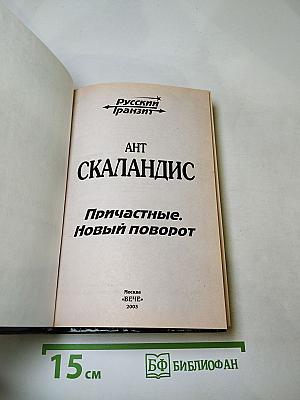 Русский
Транзит
АНТ
СКАЛАНДИС
Причастные.
Новый поворот
Москва
«ВЕЧЕ»
2003
15 см
БФ БИБЛИОФАН